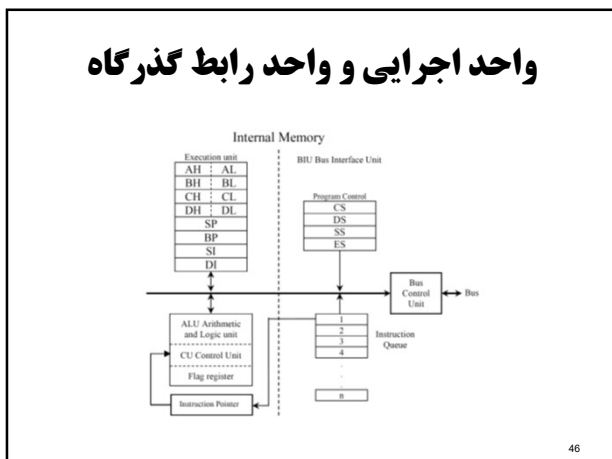 واحد اجرایی و واحد رابط گذرگاه
Internal Memory
Execution unit
AH AL
BH BL
CH CL
DH DL
SP
BP
SI
DI
BIU Bus Interface Unit
Program Control
CS
DS
SS
ES
Bus
Control
Unit
Bus
ALU Arithmetic
and Logic unit
CU Control Unit
Flag register
Instruction Pointer
1
2
3
4
.
.
.
n
Instruction
Queue
46